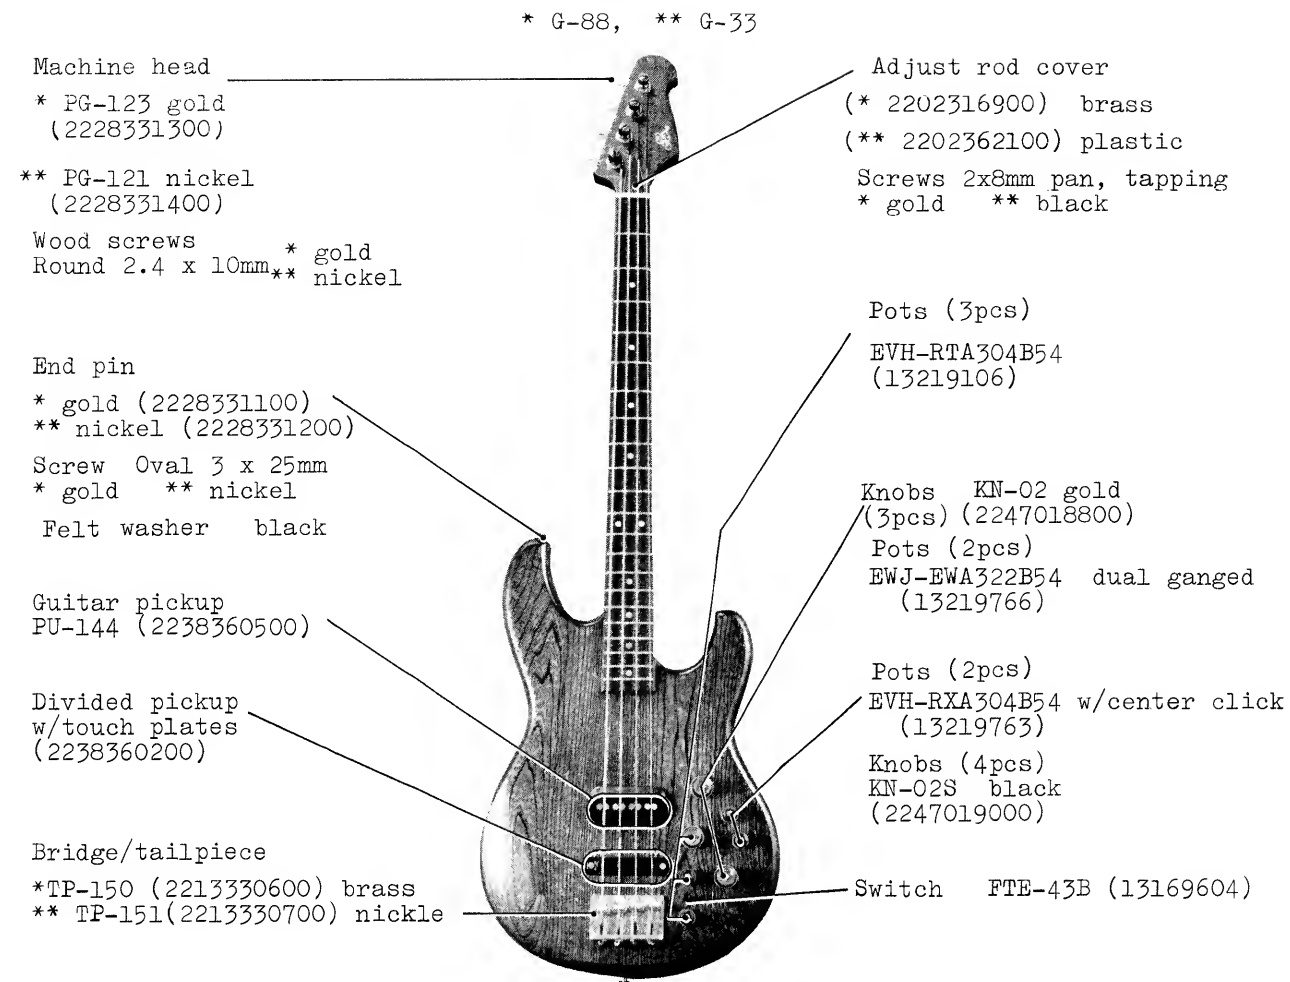 * G-88,   ** G-33
Machine head
* PG-123 gold
(2228331300)
** PG-121 nickel
(2228331400)
Wood screws
Round 2.4 x 10mm * gold
** nickel
End pin
* gold (2228331100)
** nickel (2228331200)
Screw  Oval 3 x 25mm
* gold   ** nickel
Felt washer   black
Guitar pickup
PU-144 (2238360500)
Divided pickup
w/touch plates
(2238360200)
Bridge/tailpiece
*TP-150 (2213330600) brass
** TP-151(2213330700) nickle
Adjust rod cover
(* 2202316900)  brass
(** 2202362100) plastic
Screws 2x8mm pan, tapping
* gold   ** black
Pots (3pcs)
EVH-RTA304B54
(13219106)
Knobs  KN-02 gold
(3pcs) (2247018800)
Pots (2pcs)
EWJ-EWA322B54  dual ganged
(13219766)
Pots (2pcs)
EVH-RXA304B54 w/center click
(13219763)
Knobs (4pcs)
KN-02S  black
(2247019000)
Switch   FTE-43B (13169604)